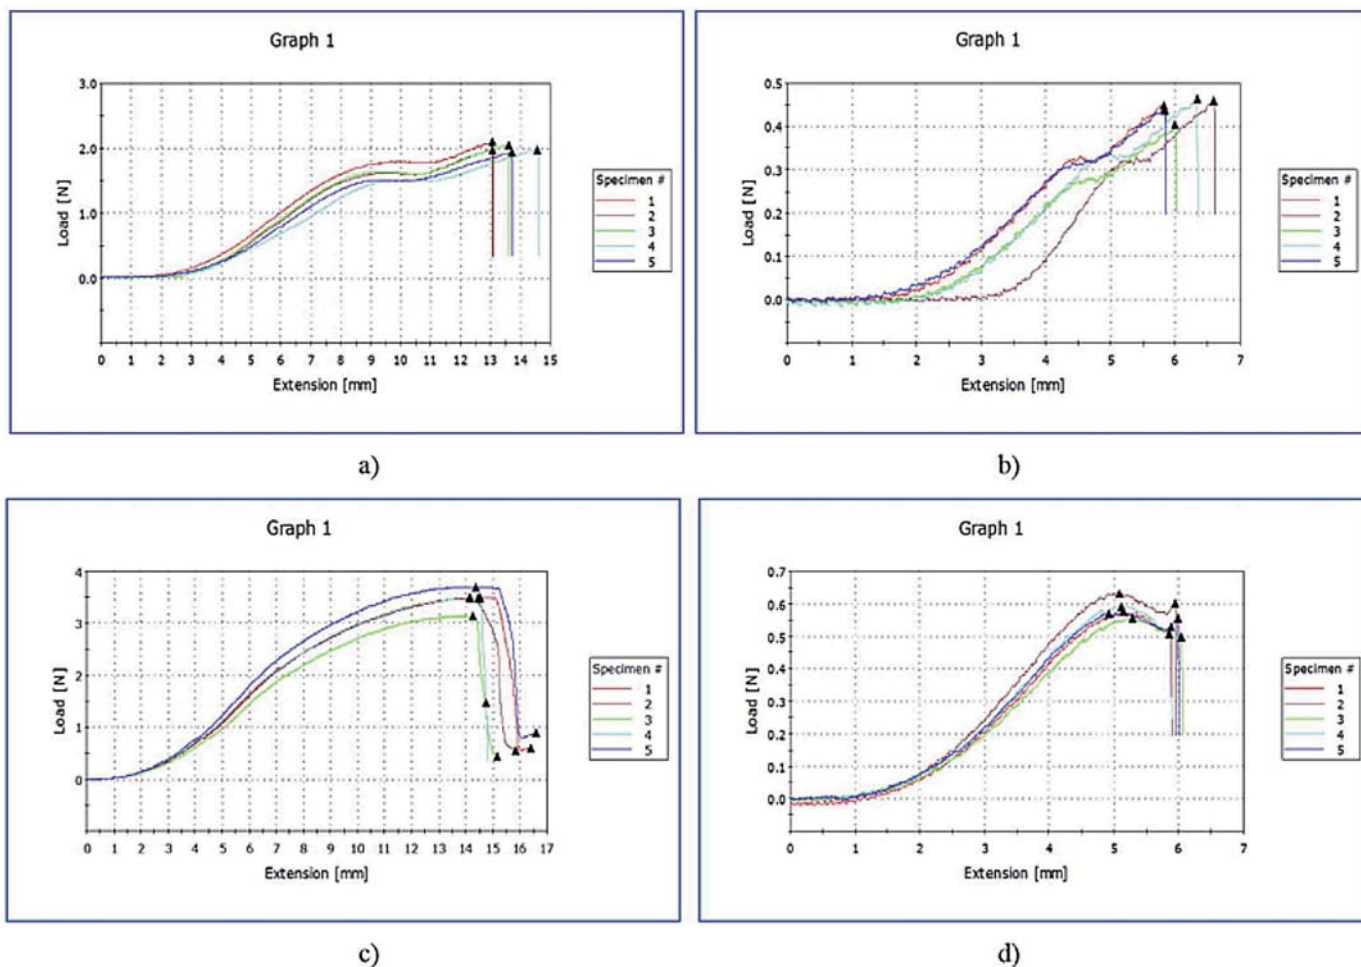 Graph 1
3.0
2.0
1.0
0.0
Load [N]
0 1 2 3 4 5 6 7 8 9 10 11 12 13 14 15
Extension [mm]
Specimen #
1
2
3
4
5
a)
Graph 1
0.5
0.4
0.3
0.2
0.1
0.0
-0.1
Load [N]
0 1 2 3 4 5 6 7
Extension [mm]
Specimen #
1
2
3
4
5
b)
Graph 1
4
3
2
1
0
-1
Load [N]
0 1 2 3 4 5 6 7 8 9 10 11 12 13 14 15 16 17
Extension [mm]
Specimen #
1
2
3
4
5
c)
Graph 1
0.7
0.6
0.5
0.4
0.3
0.2
0.1
0.0
Load [N]
0 1 2 3 4 5 6 7
Extension [mm]
Specimen #
1
2
3
4
5
d)